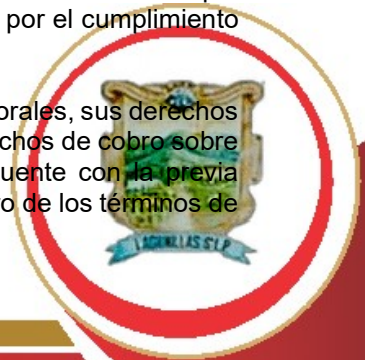 por el cumplimiento
orales, sus derechos
chos de cobro sobre
uente con la previa
o de los términos de
LAGUNILLAS S.L.P.